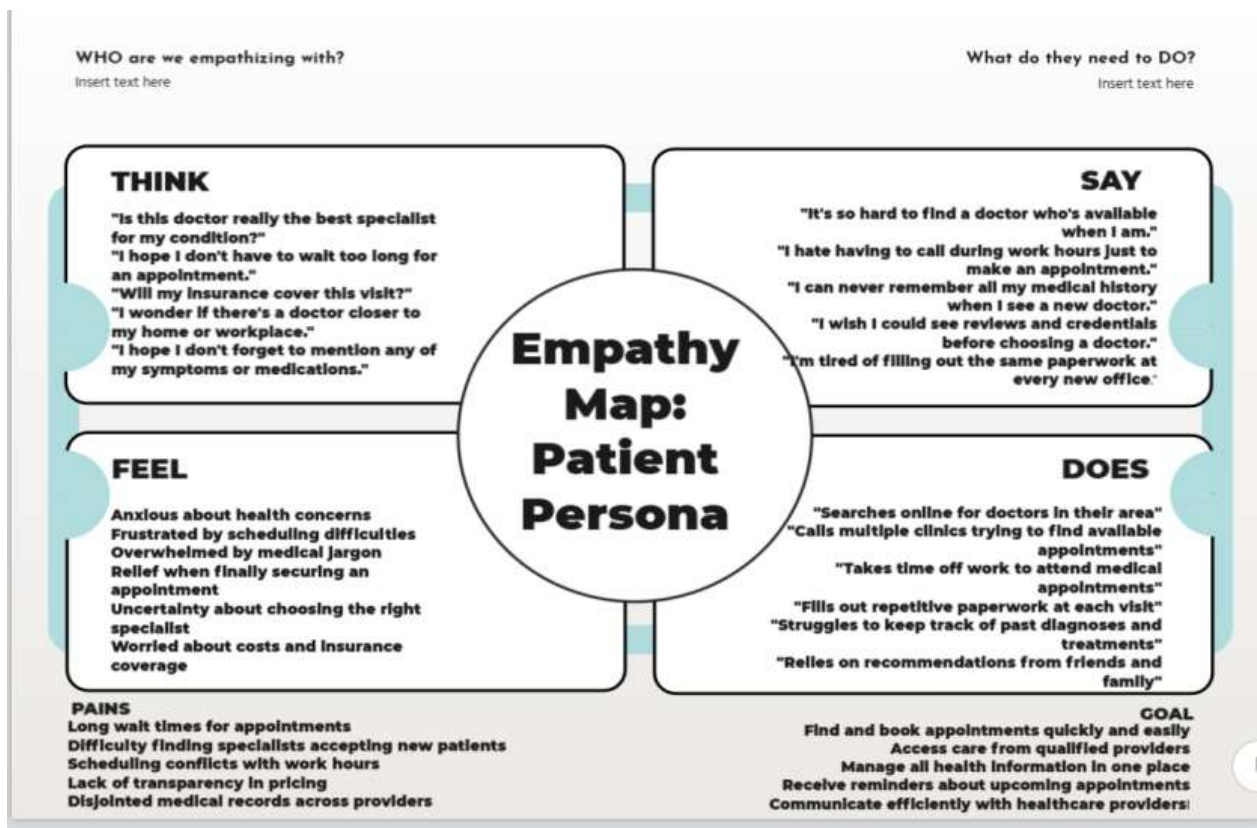 WHO are we empathizing with?
Insert text here
What do they need to DO?
Insert text here
THINK
"Is this doctor really the best specialist
for my condition?"
"I hope I don't have to wait too long for
an appointment."
"Will my insurance cover this visit?"
"I wonder if there's a doctor closer to
my home or workplace."
"I hope I don't forget to mention any of
my symptoms or medications."
SAY
"It's so hard to find a doctor who's available
when I am."
"I hate having to call during work hours just to
make an appointment."
"I can never remember all my medical history
when I see a new doctor."
"I wish I could see reviews and credentials
before choosing a doctor."
"I'm tired of filling out the same paperwork at
every new office."
Empathy
Map:
Patient
Persona
FEEL
Anxious about health concerns
Frustrated by scheduling difficulties
Overwhelmed by medical jargon
Relief when finally securing an
appointment
Uncertainty about choosing the right
specialist
Worried about costs and insurance
coverage
DOES
"Searches online for doctors in their area"
"Calls multiple clinics trying to find available
appointments"
"Takes time off work to attend medical
appointments"
"Fills out repetitive paperwork at each visit"
"Struggles to keep track of past diagnoses and
treatments"
"Relies on recommendations from friends and
family"
PAINS
Long wait times for appointments
Difficulty finding specialists accepting new patients
Scheduling conflicts with work hours
Lack of transparency in pricing
Disjointed medical records across providers
GOAL
Find and book appointments quickly and easily
Access care from qualified providers
Manage all health information in one place
Receive reminders about upcoming appointments
Communicate efficiently with healthcare providers